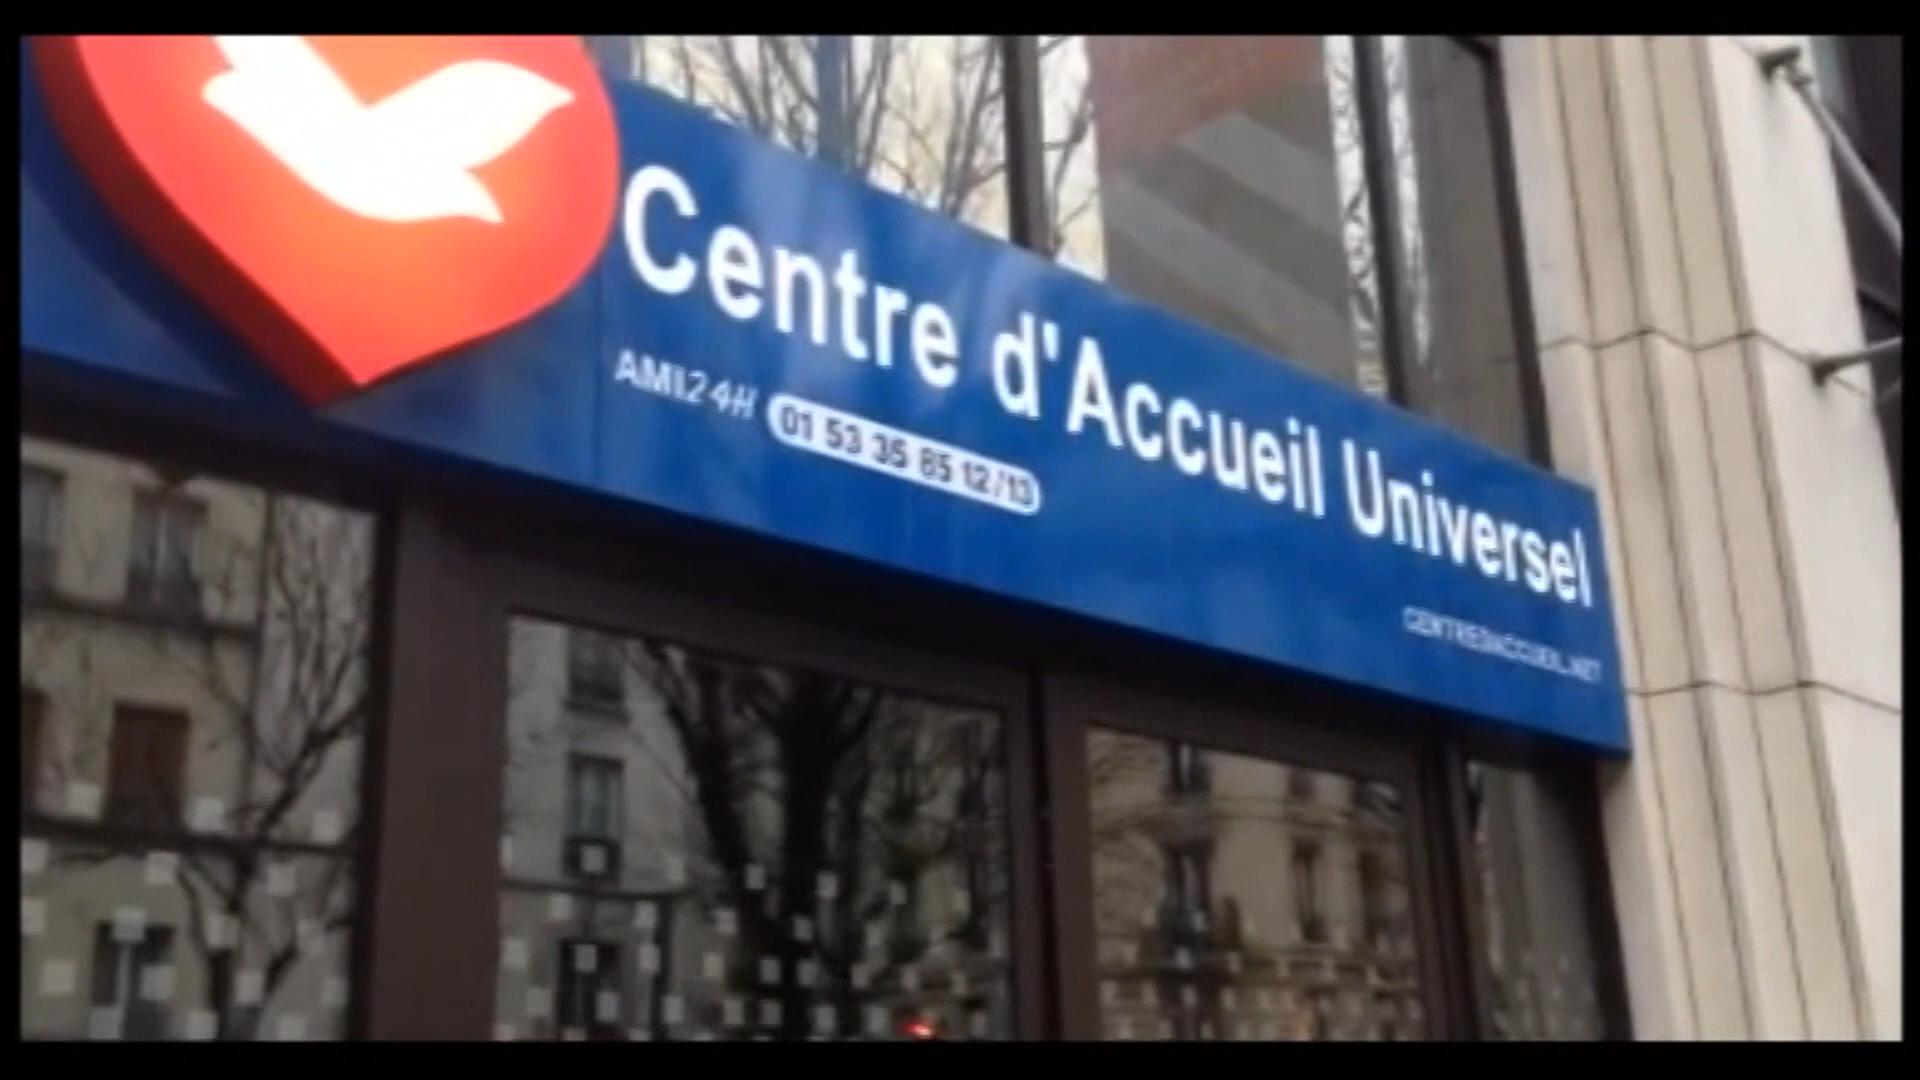 Centre d'Accueil Universel
AMI24H 01 53 35 85 12/13
CENTREDACCUEIL.NET